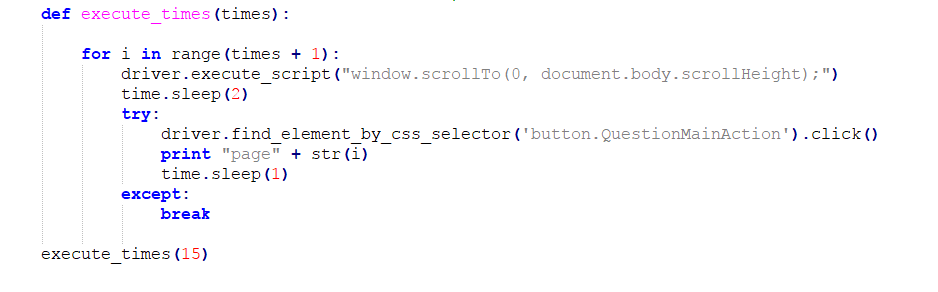 def execute_times(times):
for i in range(times + 1):
driver.execute_script("window.scrollTo(0, document.body.scrollHeight);")
time.sleep(2)
try:
driver.find_element_by_css_selector('button.QuestionMainAction').click()
print "page" + str(i)
time.sleep(1)
except:
break
execute_times(15)